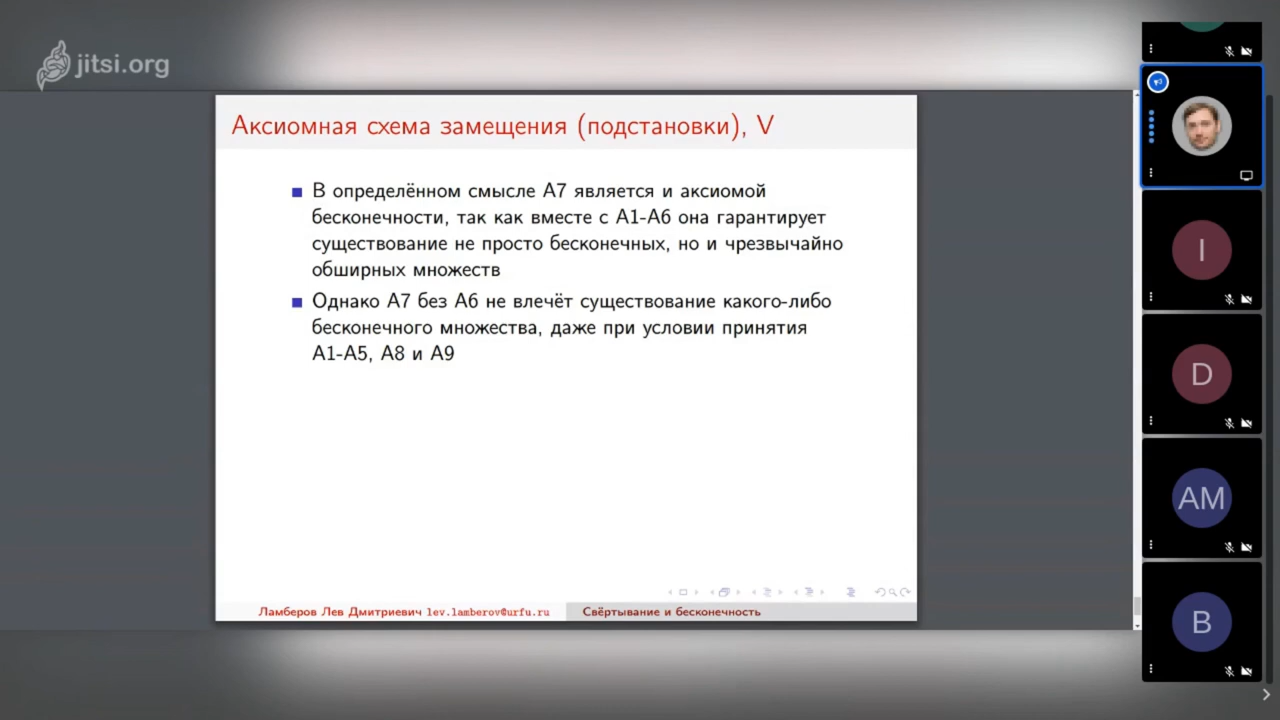 jitsi.org
Аксиомная схема замещения (подстановки), V
В определённом смысле A7 является и аксиомой
бесконечности, так как вместе с A1-A6 она гарантирует
существование не просто бесконечных, но и чрезвычайно
обширных множеств
Однако A7 без A6 не влечёт существование какого-либо
бесконечного множества, даже при условии принятия
A1-A5, A8 и A9
Ламберов Лев Дмитриевич lev.lamberov@urfu.ru
Свёртывание и бесконечность
I
D
AM
B